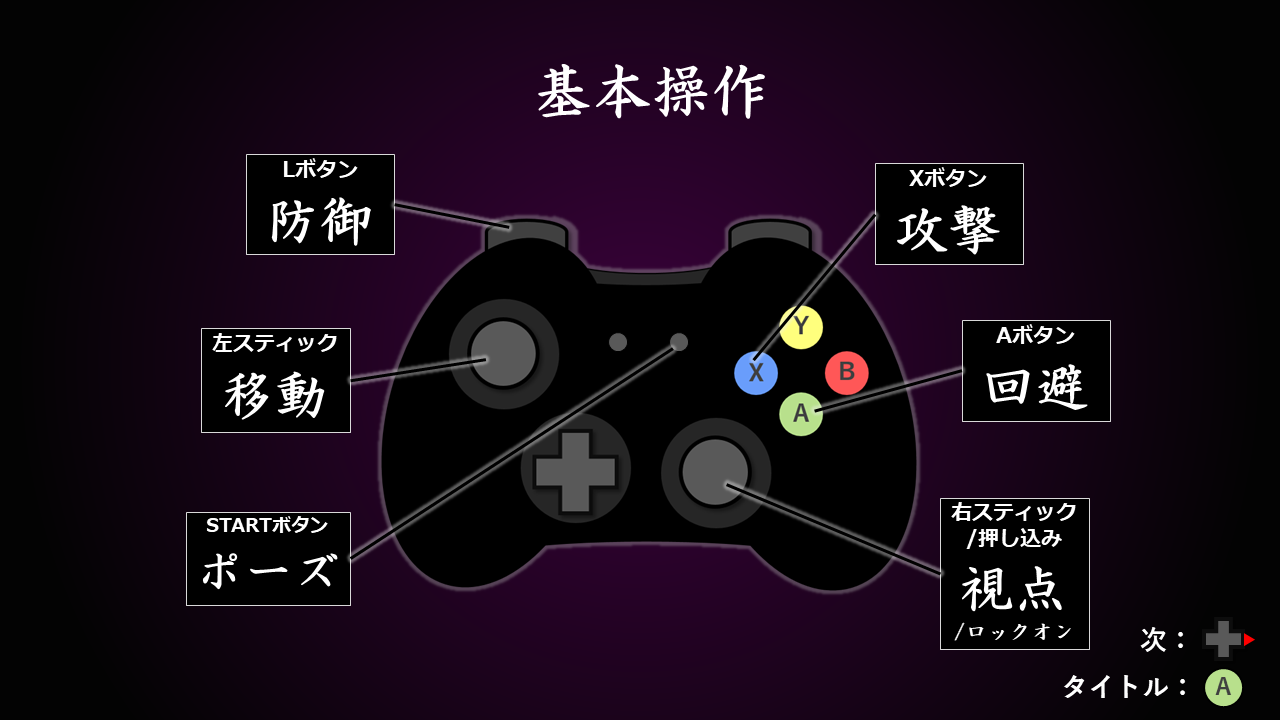 基本操作
Lボタン
防御
Xボタン
攻撃
左スティック
移動
Y
X
B
A
Aボタン
回避
STARTボタン
ポーズ
右スティック
/押し込み
視点
/ロックオン
次：
タイトル：A